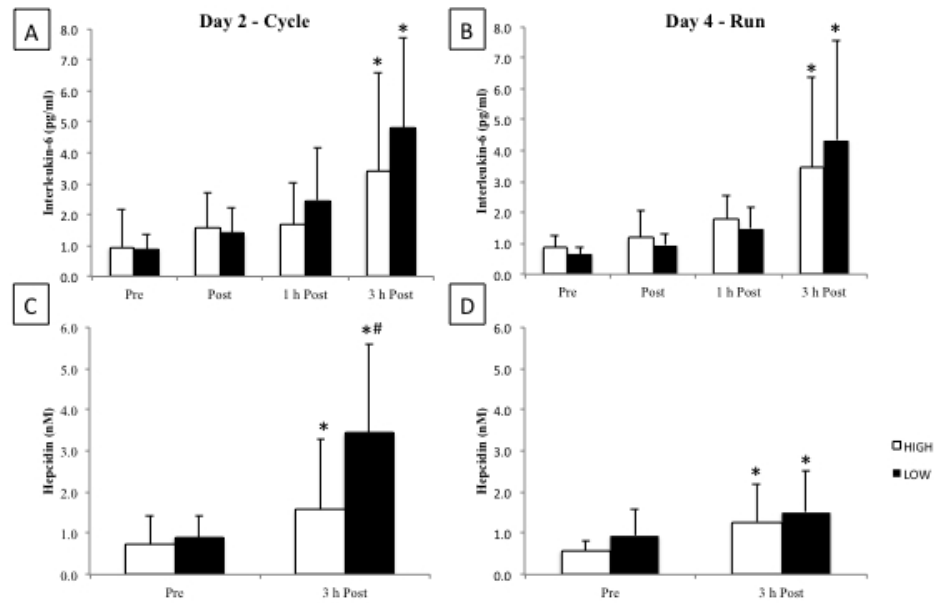 A
Day 2 - Cycle
Interleukin-6 (pg/ml)
8.0
7.0
6.0
5.0
4.0
3.0
2.0
1.0
0.0
*
*
Pre
Post
1 h Post
3 h Post
B
Day 4 - Run
Interleukin-6 (pg/ml)
8.0
7.0
6.0
5.0
4.0
3.0
2.0
1.0
0.0
*
*
Pre
Post
1 h Post
3 h Post
C
Hepcidin (nM)
6.0
5.0
4.0
3.0
2.0
1.0
0.0
*
*#
Pre
3 h Post
D
Hepcidin (nM)
6.0
5.0
4.0
3.0
2.0
1.0
0.0
*
*
Pre
3 h Post
HIGH
LOW